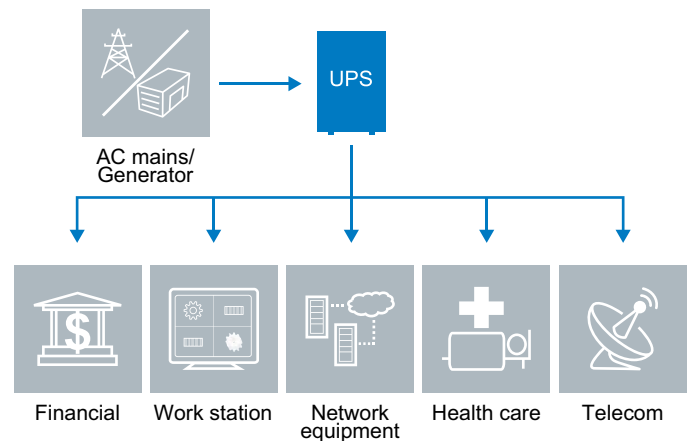 UPS
AC mains/
Generator
Financial
Work station
Network
equipment
Health care
Telecom